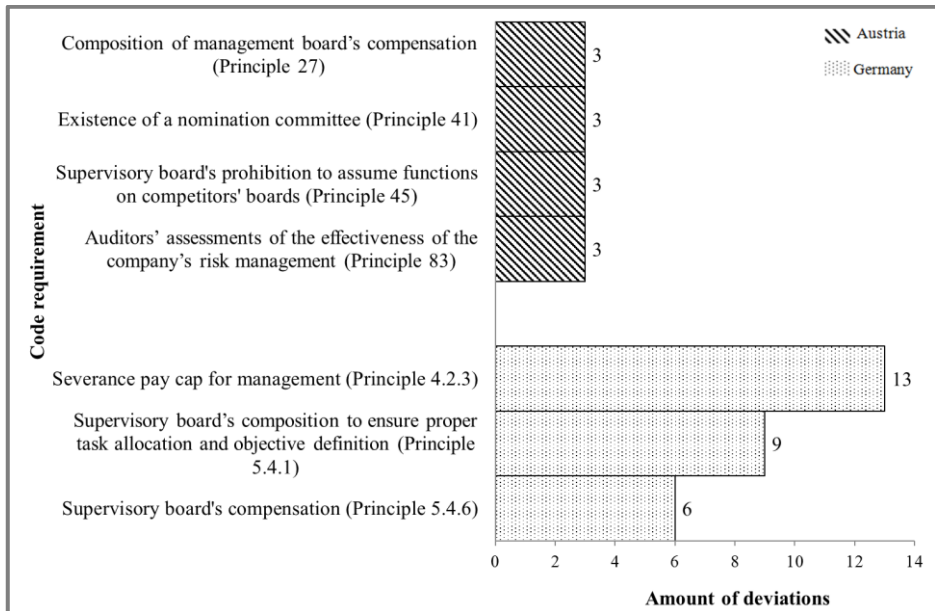 Composition of management board’s compensation
(Principle 27)
3
Austria
Germany
Existence of a nomination committee (Principle 41)
3
Supervisory board's prohibition to assume functions
on competitors' boards (Principle 45)
3
Auditors’ assessments of the effectiveness of the
company’s risk management (Principle 83)
3
Code requirement
Severance pay cap for management (Principle 4.2.3)
13
Supervisory board’s composition to ensure proper
task allocation and objective definition (Principle
5.4.1)
9
Supervisory board's compensation (Principle 5.4.6)
6
0 2 4 6 8 10 12 14
Amount of deviations